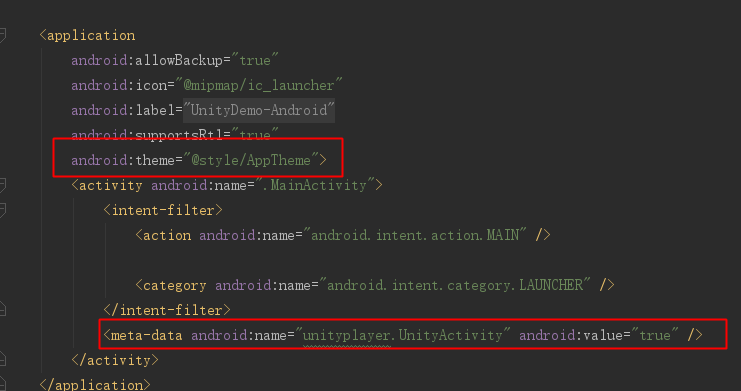 <application
android:allowBackup="true"
android:icon="@mipmap/ic_launcher"
android:label="UnityDemo-Android"
android:supportsRtl="true"
android:theme="@style/AppTheme">
<activity android:name=".MainActivity">
<intent-filter>
<action android:name="android.intent.action.MAIN" />
<category android:name="android.intent.category.LAUNCHER" />
</intent-filter>
<meta-data android:name="unityplayer.UnityActivity" android:value="true" />
</activity>
</application>